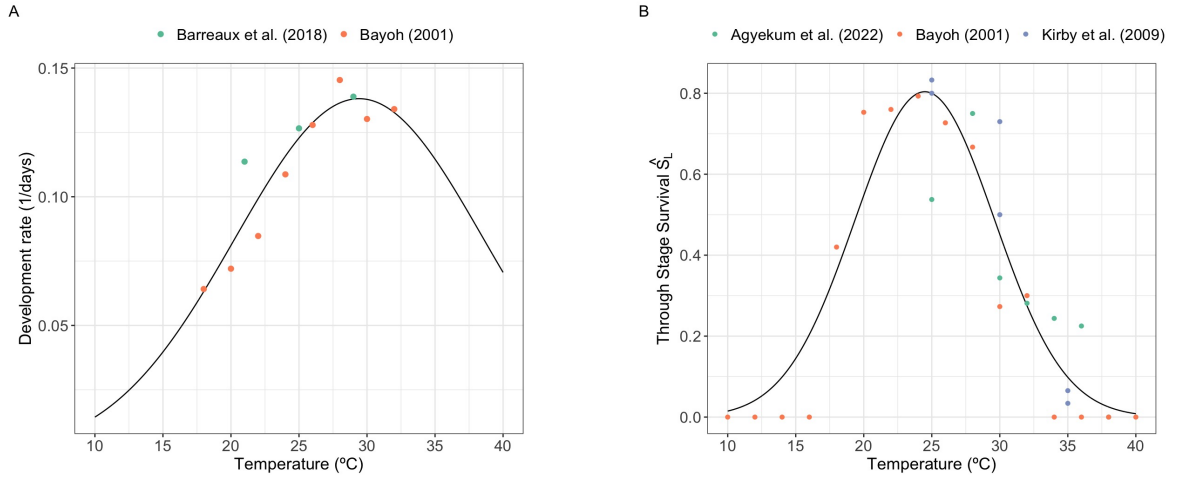 A
Barreaux et al. (2018) Bayoh (2001)
0.15
0.10
0.05
Development rate (1/days)
10 15 20 25 30 35 40
Temperature (ºC)
B
Agyekum et al. (2022) Bayoh (2001) Kirby et al. (2009)
0.8
0.6
0.4
0.2
0.0
Through Stage Survival Ŝ_L
10 15 20 25 30 35 40
Temperature (ºC)